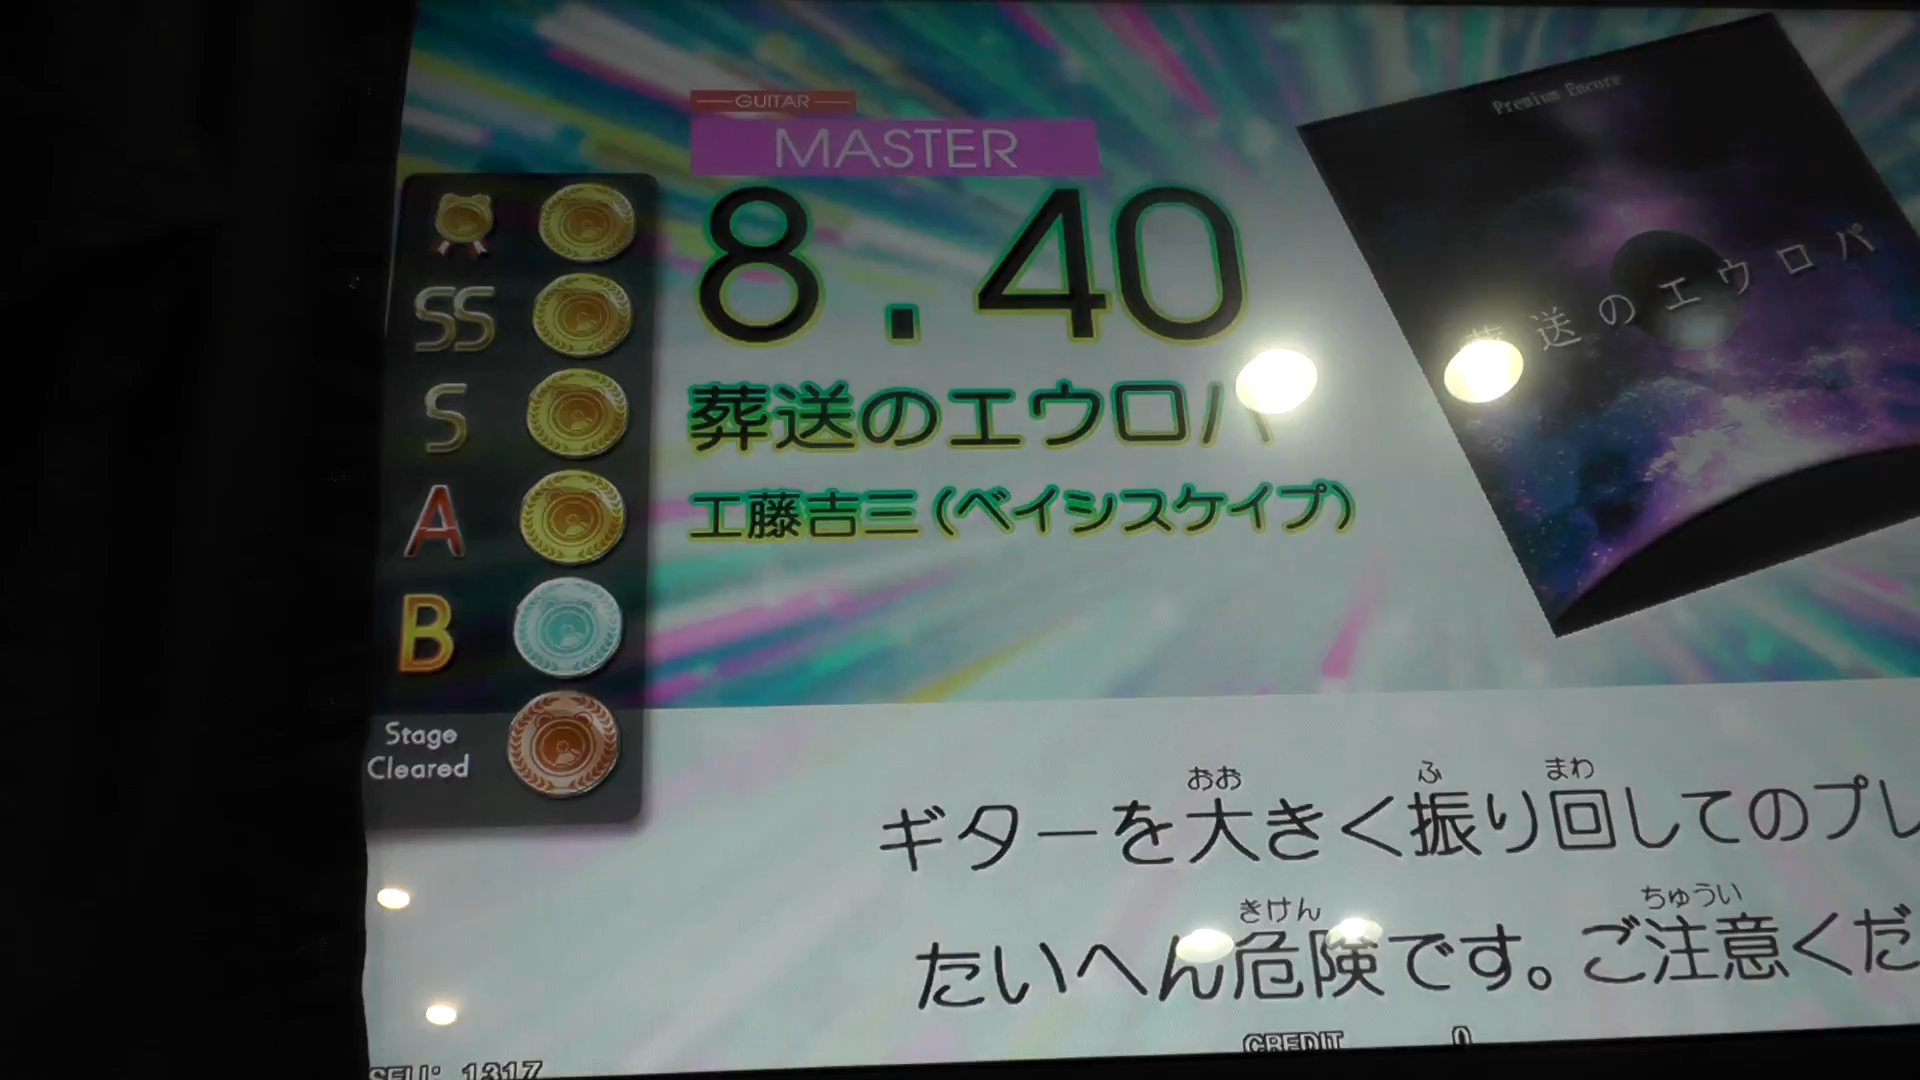 GUITAR
MASTER
8.40
葬送のエウロパ
工藤吉三(ベイシスケイプ)
Premium Encore
葬送のエウロパ
SS
S
A
B
Stage
Cleared
おお ふ まわ
ギターを大きく振り回してのプレ
きけん ちゅうい
たいへん危険です。ご注意くだ
CREDIT 0
SELL: 1317